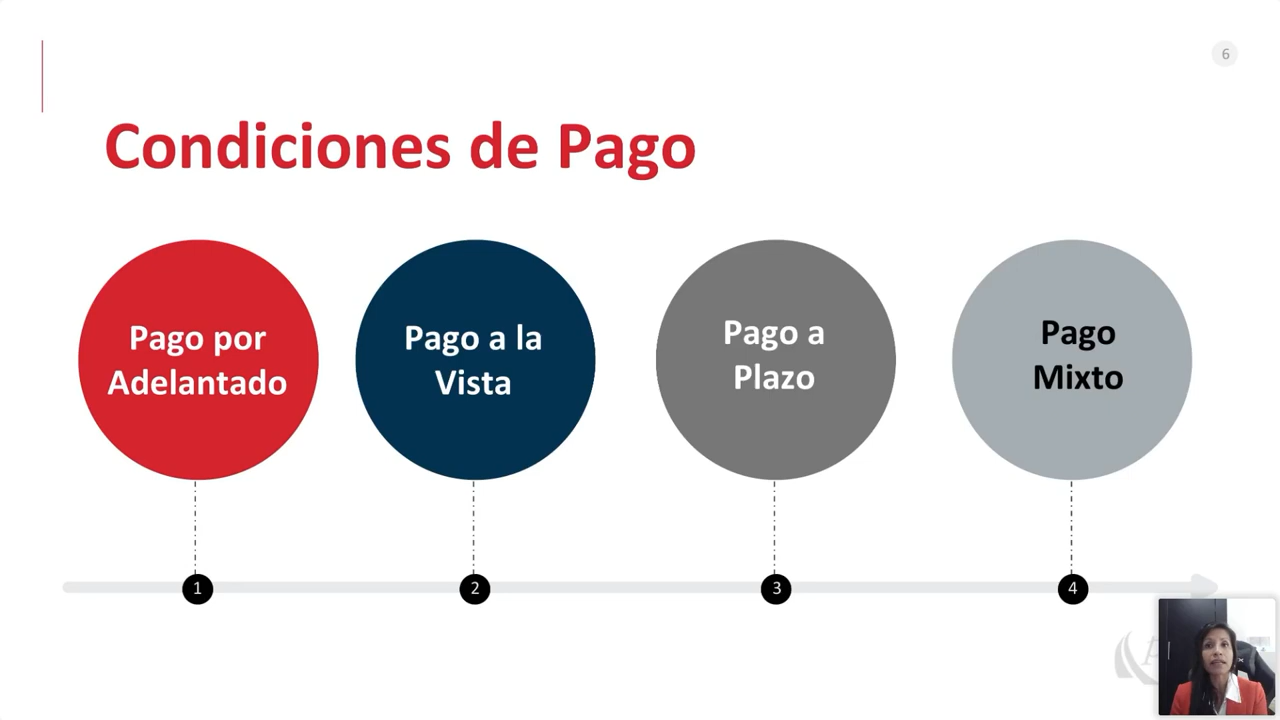 6
Condiciones de Pago
Pago por
Adelantado
Pago a la
Vista
Pago a
Plazo
Pago
Mixto
1
2
3
4